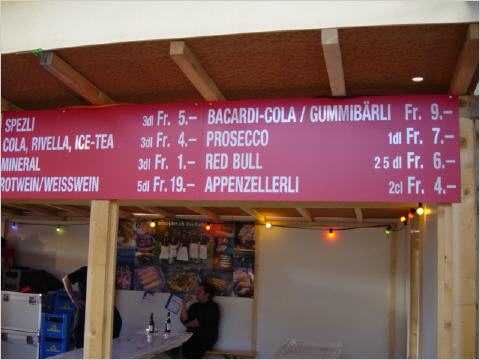 SPEZLI 3dl Fr. 5.–
COLA, RIVELLA, ICE-TEA 3dl Fr. 4.–
MINERAL 3dl Fr. 1.–
ROTWEIN/WEISSWEIN 5dl Fr. 19.–
BACARDI-COLA / GUMMIBÄRLI Fr. 9.–
PROSECCO 1dl Fr. 7.–
RED BULL 2 5 dl Fr. 6.–
APPENZELLERLI 2cl Fr. 4.–